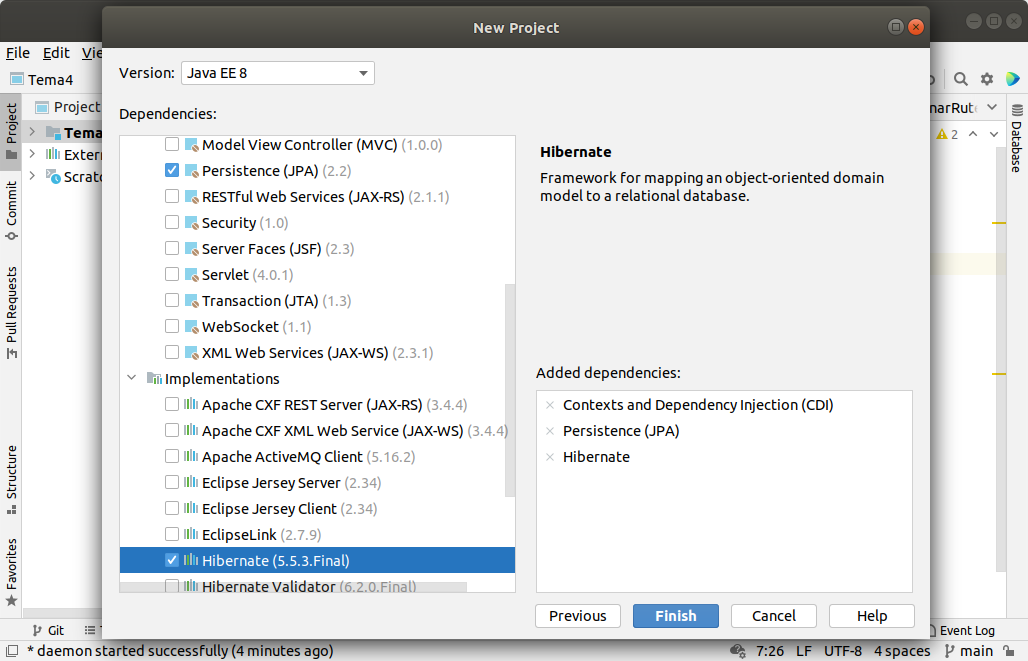 New Project
File Edit Vie
Tema4
Project
Tema
Extern
Scratc
Project
Commit
Pull Requests
Structure
Favorites
Version: Java EE 8
Dependencies:
Model View Controller (MVC) (1.0.0)
Persistence (JPA) (2.2)
RESTful Web Services (JAX-RS) (2.1.1)
Security (1.0)
Server Faces (JSF) (2.3)
Servlet (4.0.1)
Transaction (JTA) (1.3)
WebSocket (1.1)
XML Web Services (JAX-WS) (2.3.1)
Implementations
Apache CXF REST Server (JAX-RS) (3.4.4)
Apache CXF XML Web Service (JAX-WS) (3.4.4)
Apache ActiveMQ Client (5.16.2)
Eclipse Jersey Server (2.34)
Eclipse Jersey Client (2.34)
EclipseLink (2.7.9)
Hibernate (5.5.3.Final)
Hibernate Validator (6.2.0.Final)
Hibernate
Framework for mapping an object-oriented domain
model to a relational database.
Added dependencies:
Contexts and Dependency Injection (CDI)
Persistence (JPA)
Hibernate
Previous Finish Cancel Help
narRute
2
Database
Git
Event Log
* daemon started successfully (4 minutes ago) 7:26 LF UTF-8 4 spaces main